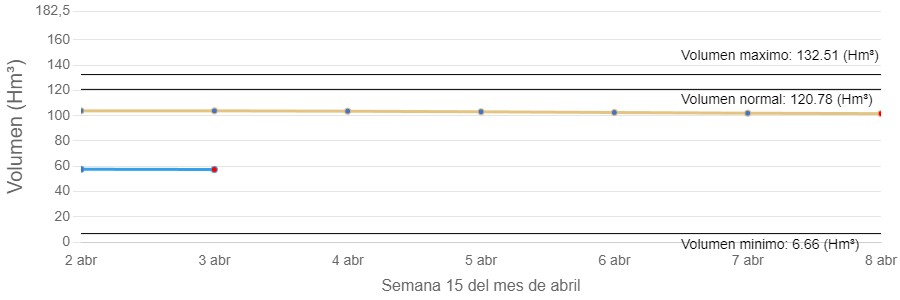 182,5
160
140
120
100
80
60
40
20
0
Volumen (Hm³)
Volumen maximo: 132.51 (Hm³)
Volumen normal: 120.78 (Hm³)
Volumen minimo: 6.66 (Hm³)
2 abr 3 abr 4 abr 5 abr 6 abr 7 abr 8 abr
Semana 15 del mes de abril